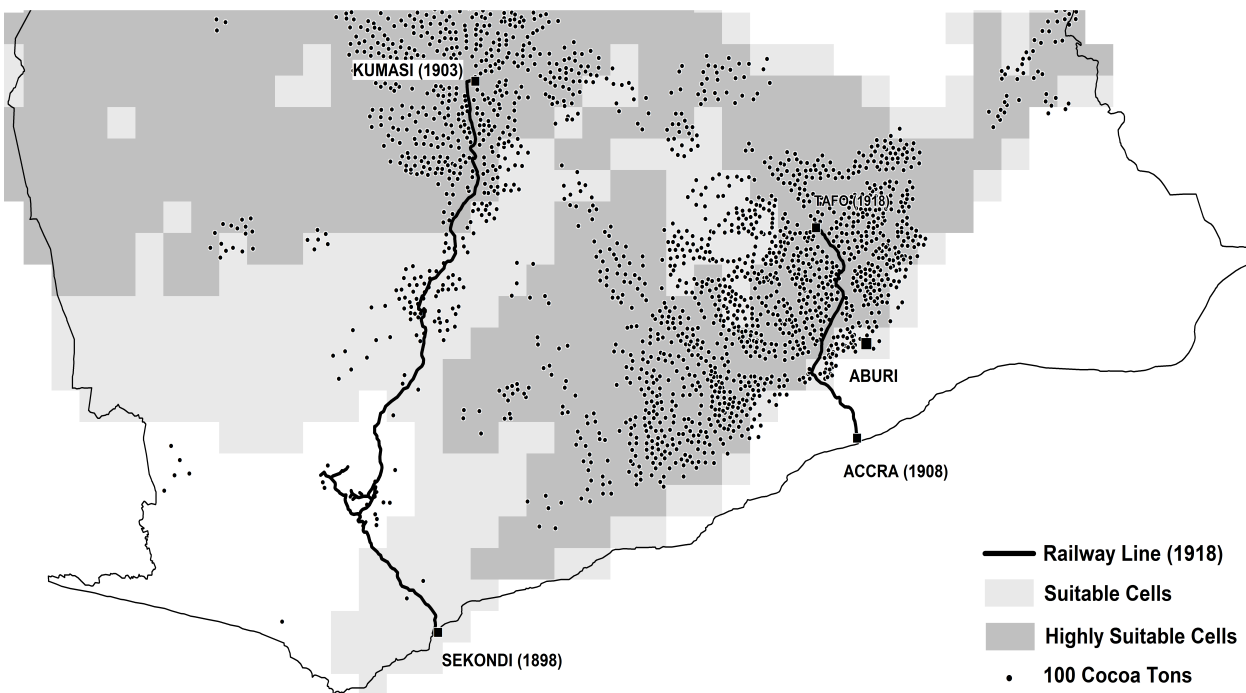 KUMASI (1903)
TAFO (1918)
ABURI
ACCRA (1908)
SEKONDI (1898)
Railway Line (1918)
Suitable Cells
Highly Suitable Cells
100 Cocoa Tons